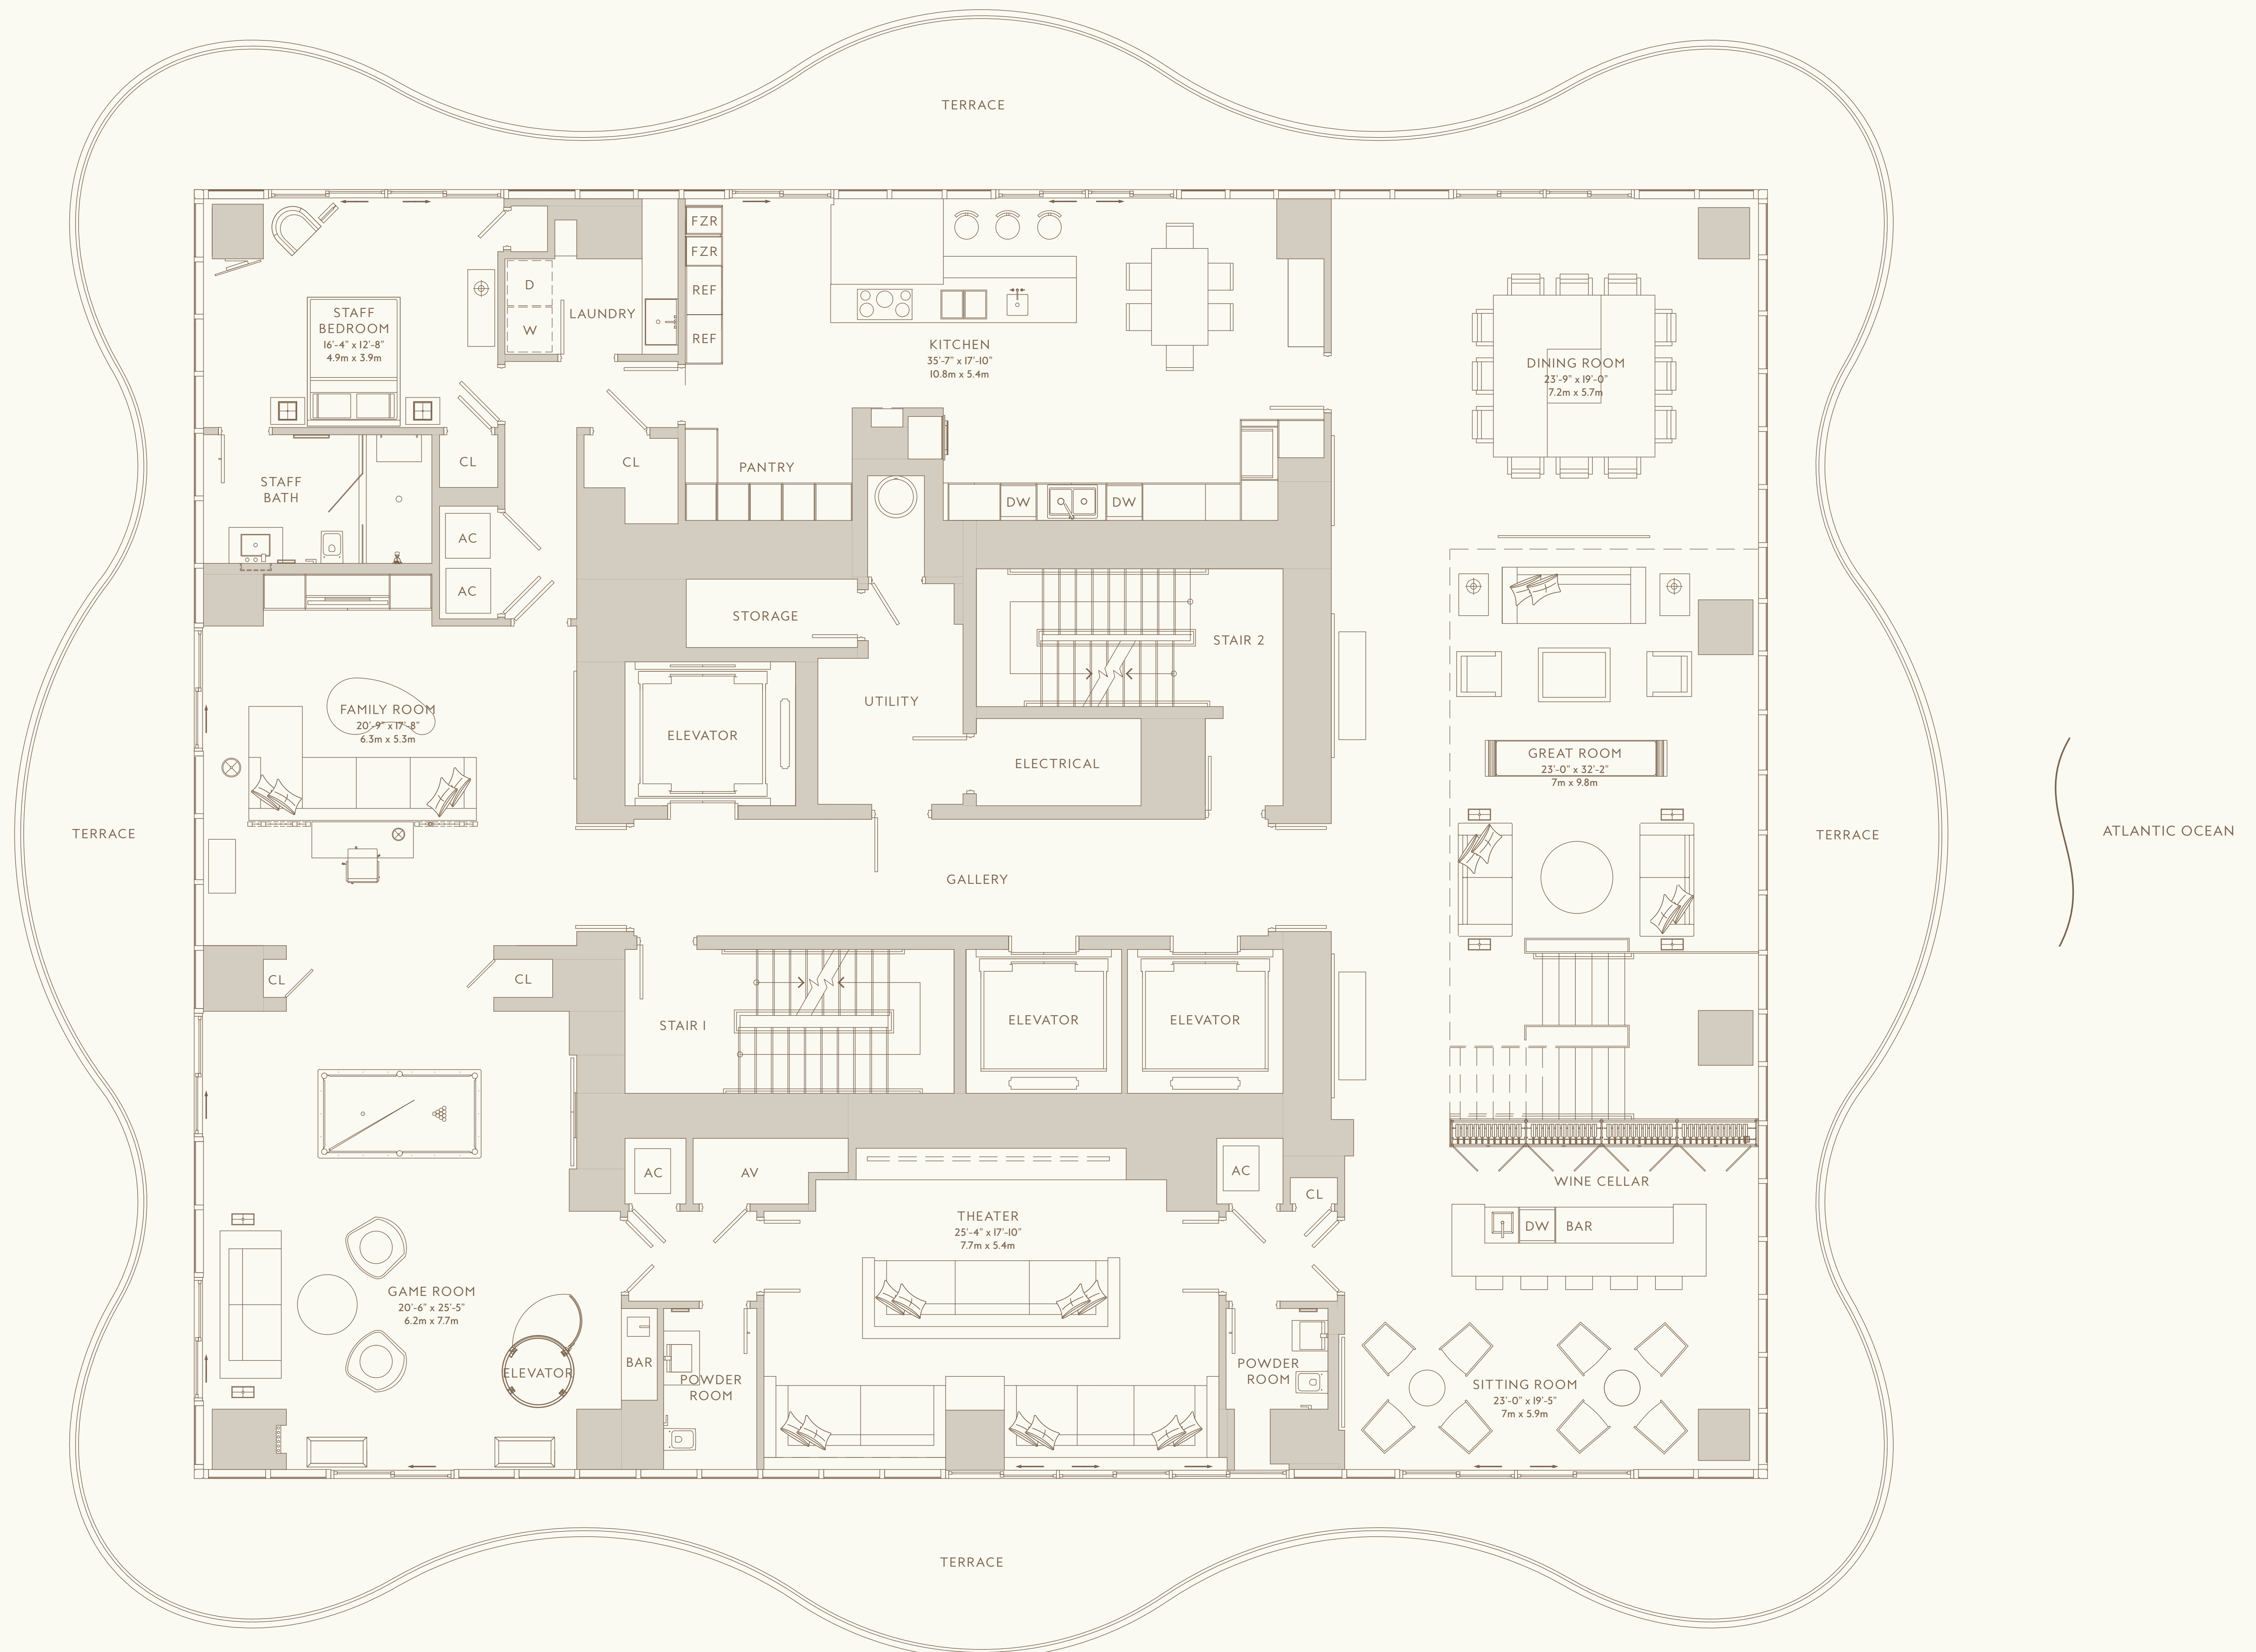 TERRACE
FZR
FZR
REF
REF
D
W
LAUNDRY
STAFF
BEDROOM
16'-4" x 12'-8"
4.9m x 3.9m
KITCHEN
35'-7" x 17'-10"
10.8m x 5.4m
DINING ROOM
23'-9" x 19'-0"
7.2m x 5.7m
CL
CL
PANTRY
STAFF
BATH
DW
DW
AC
AC
STORAGE
STAIR 2
UTILITY
FAMILY ROOM
20'-9" x 17'-8"
6.3m x 5.3m
ELEVATOR
ELECTRICAL
GREAT ROOM
23'-0" x 32'-2"
7m x 9.8m
TERRACE
TERRACE
ATLANTIC OCEAN
GALLERY
CL
CL
STAIR 1
ELEVATOR
ELEVATOR
AC
AV
AC
CL
WINE CELLAR
THEATER
25'-4" x 17'-10"
7.7m x 5.4m
DW
BAR
GAME ROOM
20'-6" x 25'-5"
6.2m x 7.7m
ELEVATOR
BAR
POWDER
ROOM
POWDER
ROOM
SITTING ROOM
23'-0" x 19'-5"
7m x 5.9m
TERRACE